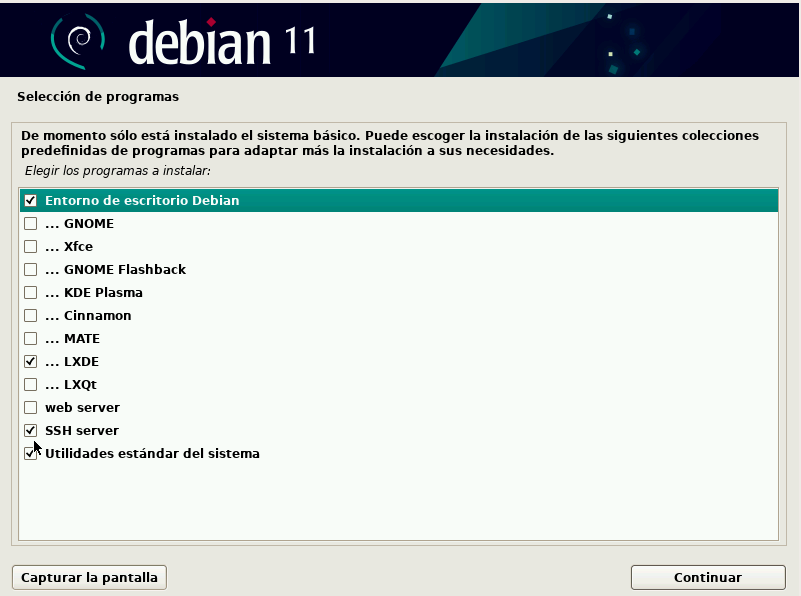 debian 11
Selección de programas
De momento sólo está instalado el sistema básico. Puede escoger la instalación de las siguientes colecciones
predefinidas de programas para adaptar más la instalación a sus necesidades.
Elegir los programas a instalar:
Entorno de escritorio Debian
... GNOME
... Xfce
... GNOME Flashback
... KDE Plasma
... Cinnamon
... MATE
... LXDE
... LXQt
web server
SSH server
Utilidades estándar del sistema
Capturar la pantalla
Continuar